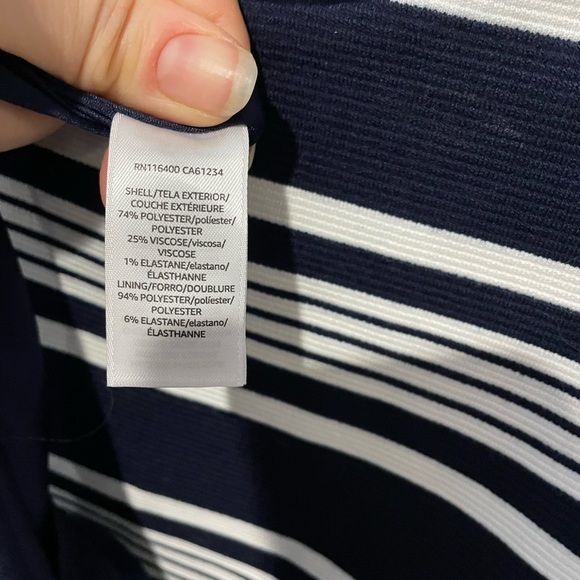 RN116400 CA61234
SHELL/TELA EXTERIOR/
COUCHE EXTÉRIEURE
74% POLYESTER/poliéster/
POLYESTER
25% VISCOSE/viscosa/
VISCOSE
1% ELASTANE/elastano/
ÉLASTHANNE
LINING/FORRO/DOUBLURE
94% POLYESTER/poliéster/
POLYESTER
6% ELASTANE/elastano/
ÉLASTHANNE